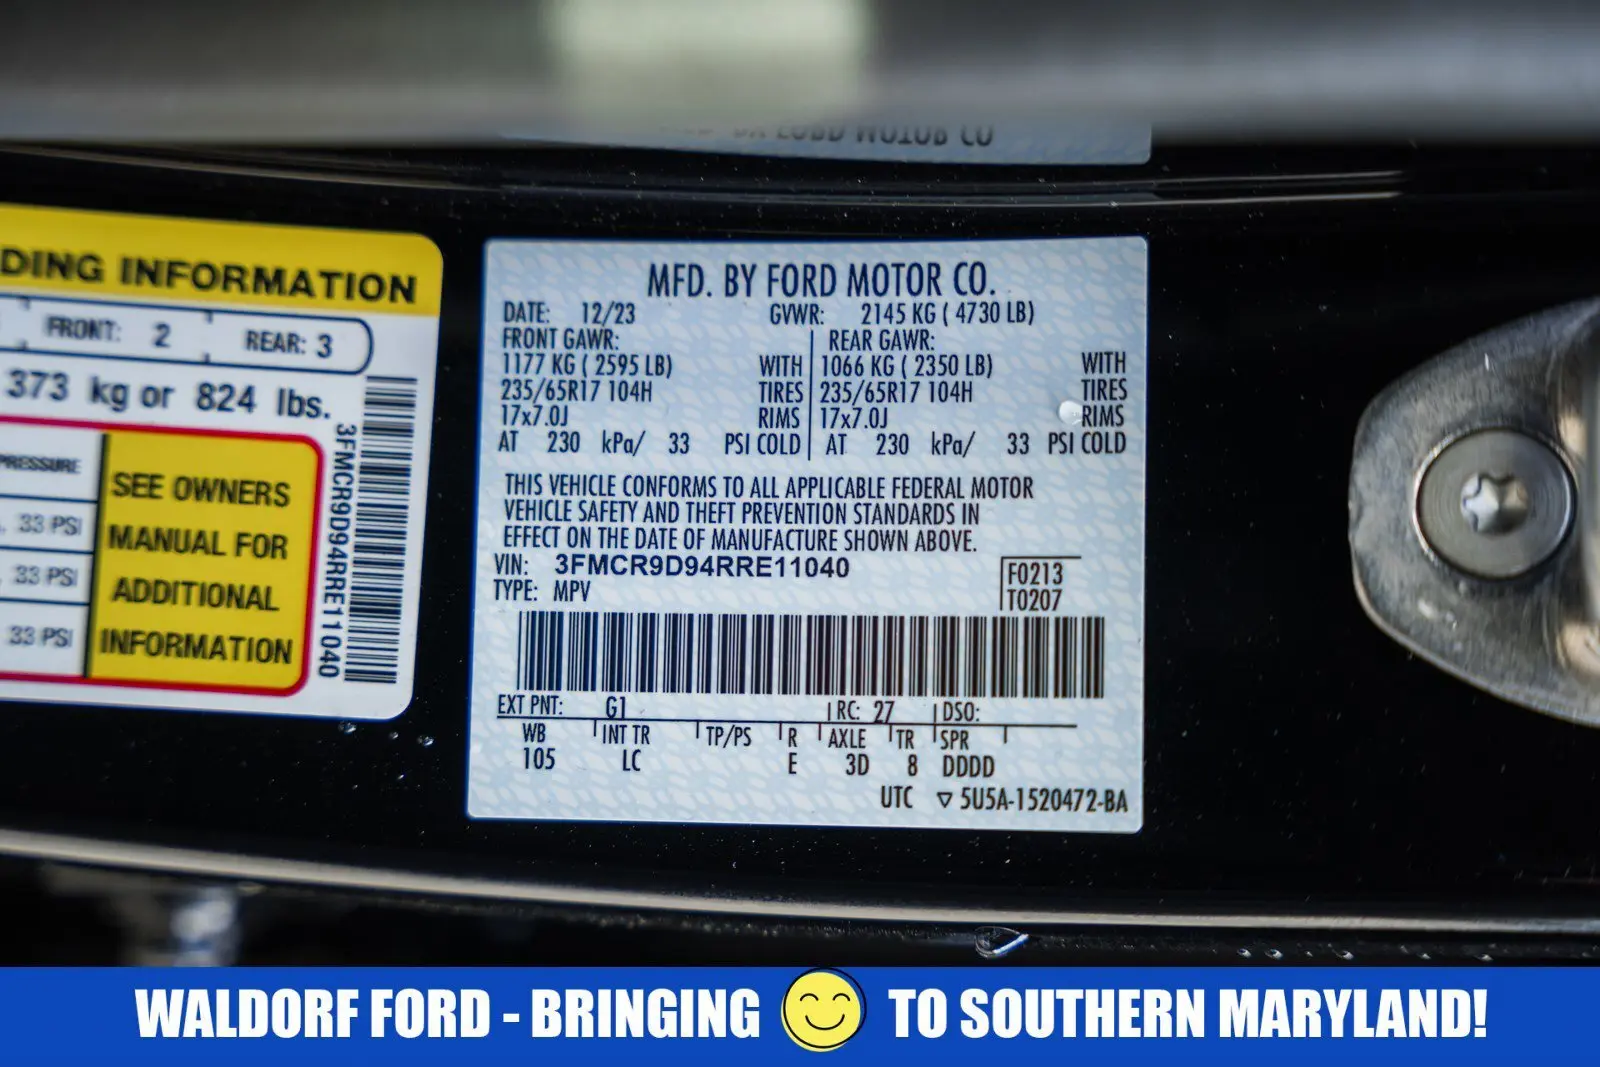 DING INFORMATION
FRONT: 2 REAR: 3
373 kg or 824 lbs.
PRESSURE
33 PSI
33 PSI
33 PSI
SEE OWNERS
MANUAL FOR
ADDITIONAL
INFORMATION
3FMCR9D94RRE11040
MFD. BY FORD MOTOR CO.
DATE: 12/23 GVWR: 2145 KG ( 4730 LB)
FRONT GAWR: REAR GAWR:
1177 KG ( 2595 LB) WITH 1066 KG ( 2350 LB) WITH
235/65R17 104H TIRES 235/65R17 104H TIRES
17x7.0J RIMS 17x7.0J RIMS
AT 230 kPa/ 33 PSI COLD AT 230 kPa/ 33 PSI COLD
THIS VEHICLE CONFORMS TO ALL APPLICABLE FEDERAL MOTOR
VEHICLE SAFETY AND THEFT PREVENTION STANDARDS IN
EFFECT ON THE DATE OF MANUFACTURE SHOWN ABOVE.
VIN: 3FMCR9D94RRE11040
TYPE: MPV
F0213
T0207
EXT PNT: G1 RC: 27 DSO:
WB INT TR TP/PS R AXLE TR SPR
105 LC E 3D 8 DDDD
UTC ▽ 5U5A-1520472-BA
WALDORF FORD - BRINGING 😊 TO SOUTHERN MARYLAND!